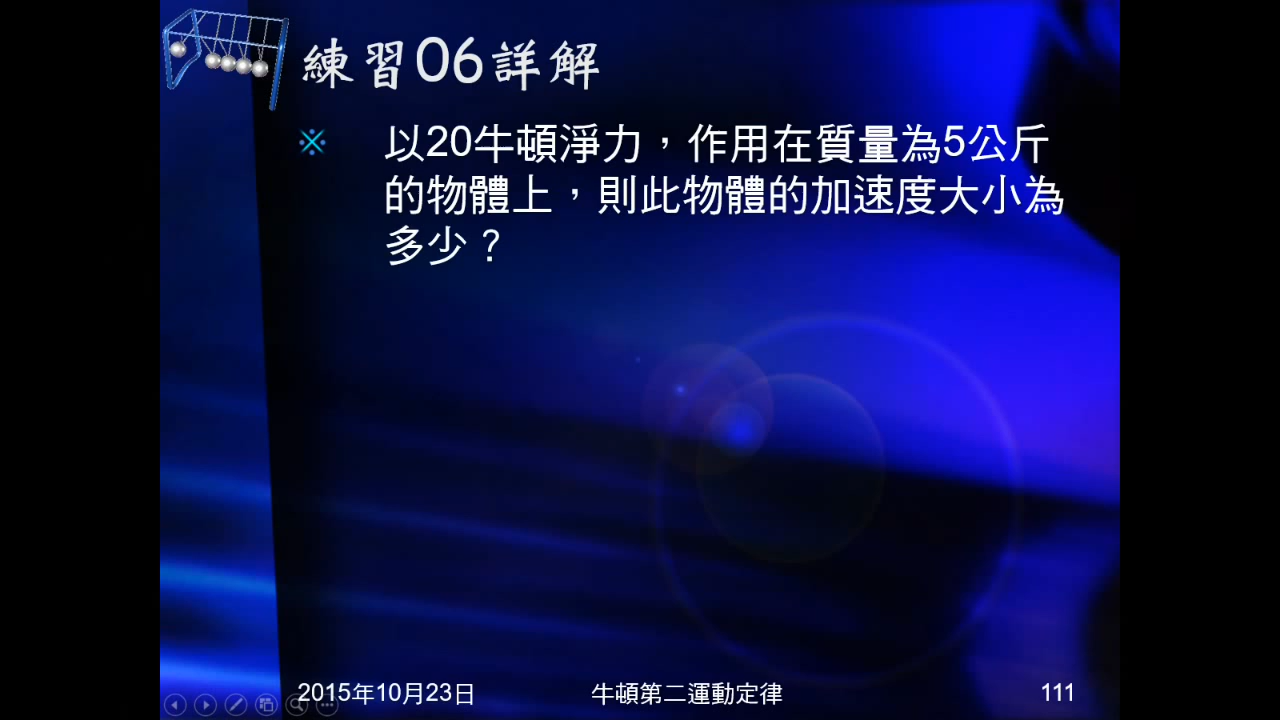 練習06詳解
※ 以20牛頓淨力，作用在質量為5公斤
的物體上，則此物體的加速度大小為
多少？
2015年10月23日 牛頓第二運動定律 111